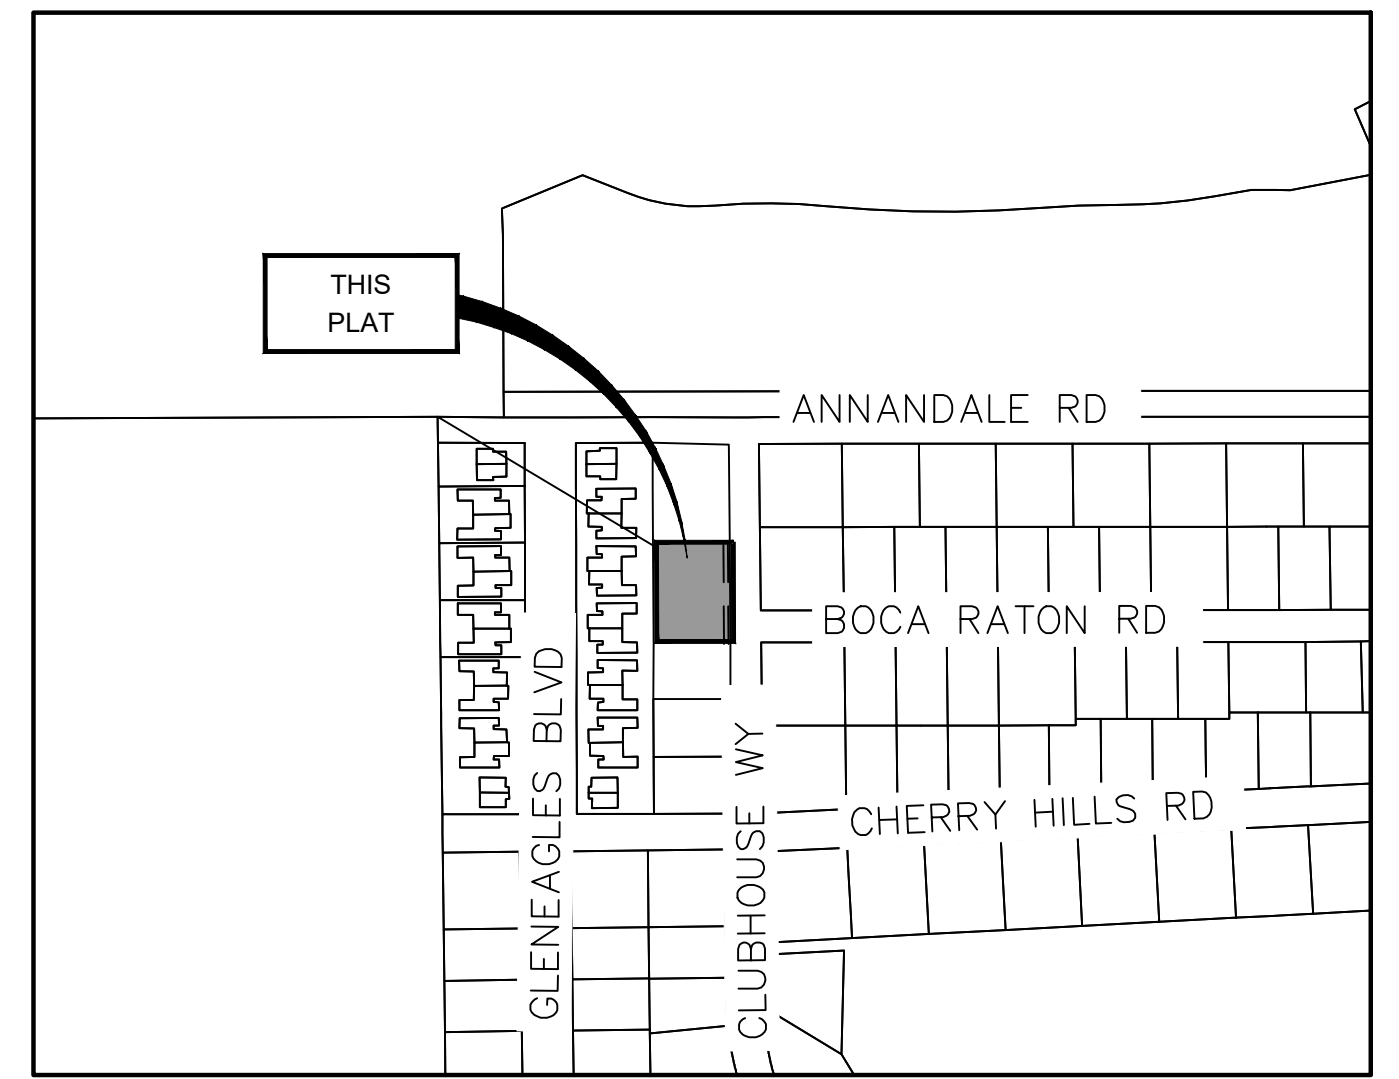 THIS
PLAT
ANNANDALE RD
BOCA RATON RD
GLENEAGLES BLVD
CLUBHOUSE WY
CHERRY HILLS RD